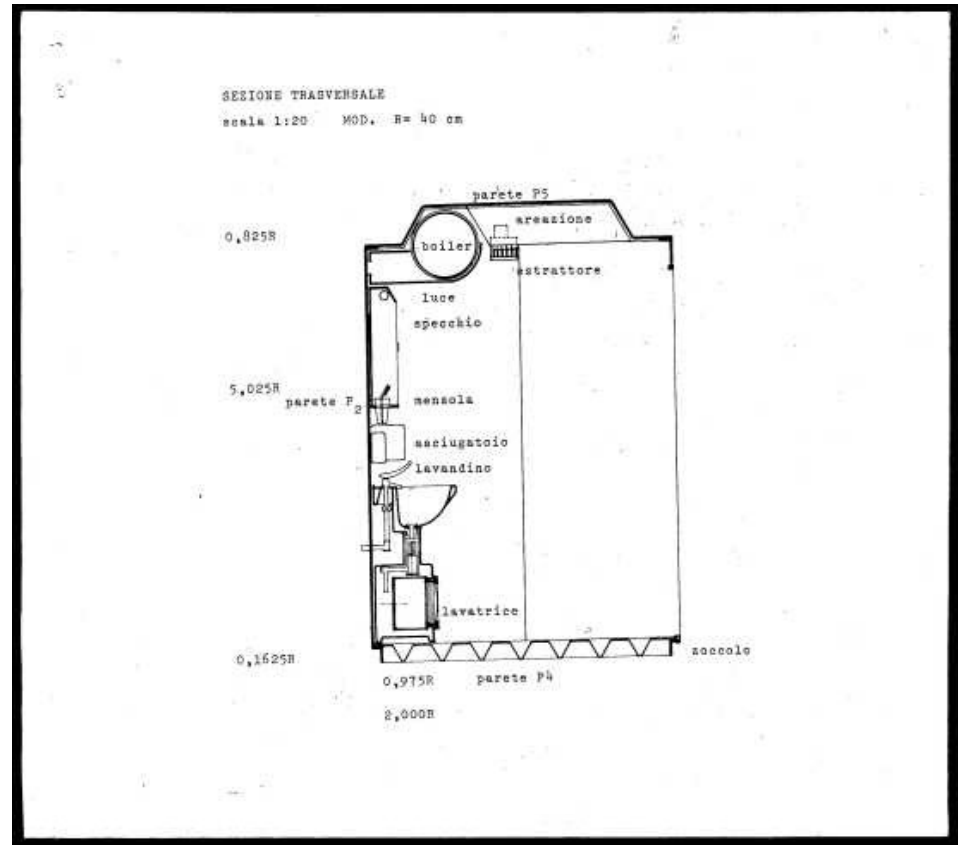 SEZIONE TRASVERSALE
scala 1:20 MOD. R= 40 cm
parete P5
areazione
0,825R
boiler
estrattore
luce
specchio
5,025R
parete P2
mensola
asciugatoio
lavandino
lavatrice
0,1625R
zoccolo
0,975R
parete P4
2,000R